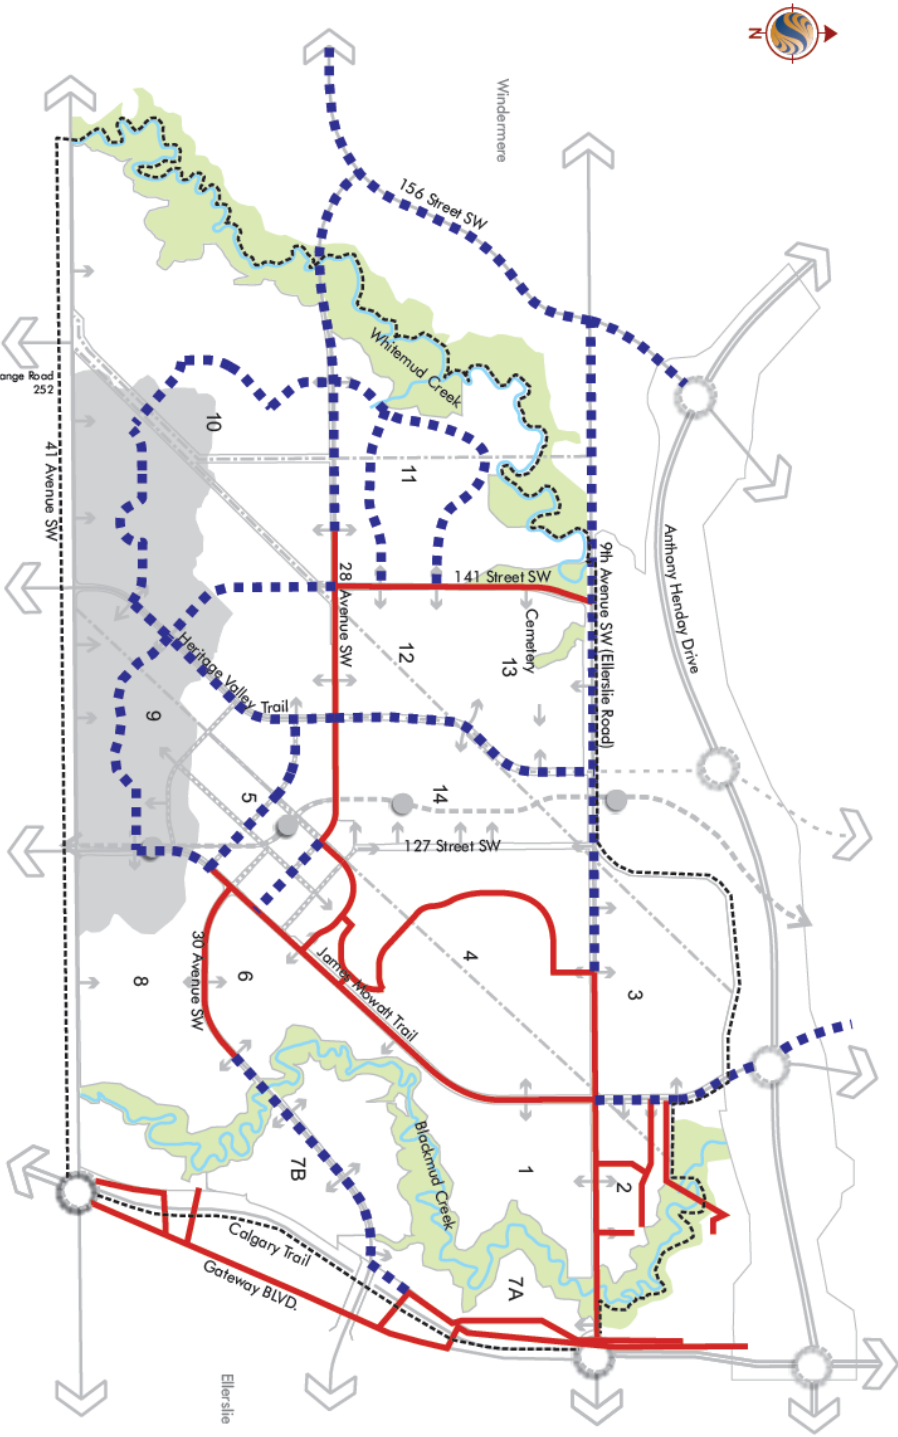 N
Windermere
156 Street SW
Whitemud Creek
ange Road
252
41 Avenue SW
10
11
Anthony Henday Drive
9th Avenue SW (Ellerslie Road)
141 Street SW
28 Avenue SW
Cemetery
12
13
Heritage Valley Trail
9
5
14
127 Street SW
4
3
James Mowatt Trail
30 Avenue SW
6
8
Blackmud Creek
7B
1
2
7A
Calgary Trail
Gateway BLVD.
Ellerslie